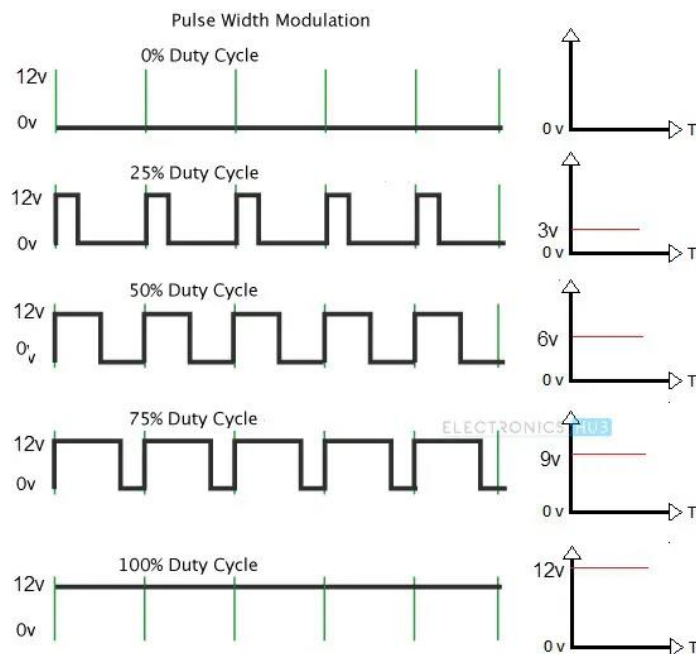 Pulse Width Modulation
0% Duty Cycle
12v
0v
0 v
T
25% Duty Cycle
12v
0v
3v
0 v
T
50% Duty Cycle
12v
0'v
6v
0 v
T
75% Duty Cycle
ELECTRONICS HUB
12v
0v
9v
0 v
T
100% Duty Cycle
12v
0v
12v
0 v
T